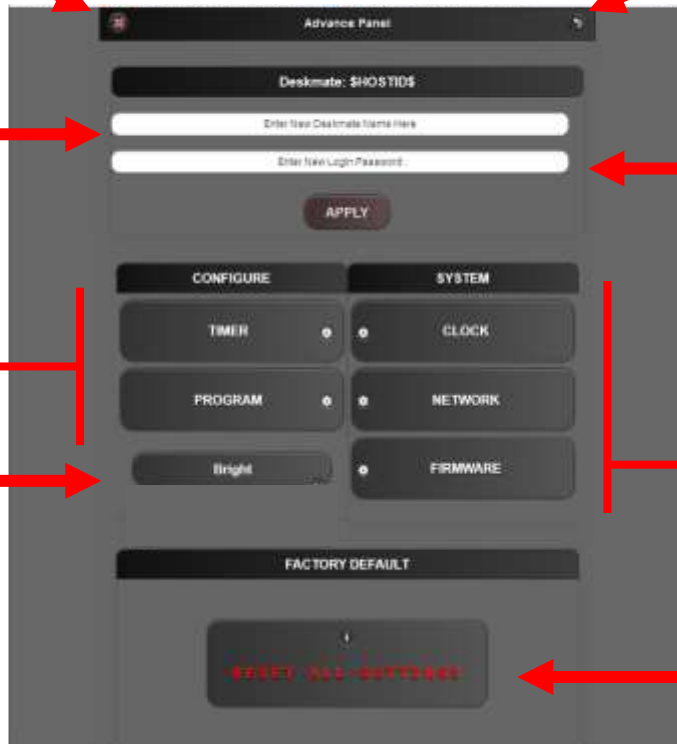 Advance Panel
Deskmate: $HOSTID$
Enter New Deskmate Name Here
Enter New Login Password
APPLY
CONFIGURE SYSTEM
TIMER CLOCK
PROGRAM NETWORK
Bright FIRMWARE
FACTORY DEFAULT
RESET ALL SETTINGS